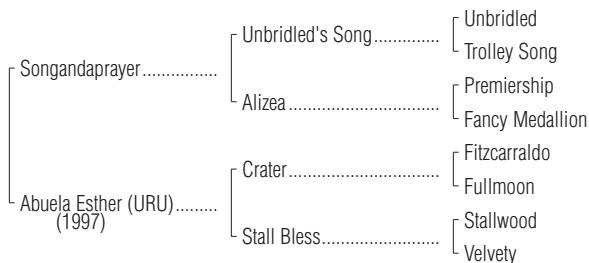 Unbridled
Unbridled's Song..............
Trolley Song
Songandaprayer................
Premiership
Alizea................................
Fancy Medallion
Fitzcarraldo
Crater................................
Fullmoon
Abuela Esther (URU).........
(1997)
Stallwood
Stall Bless.........................
Velvety